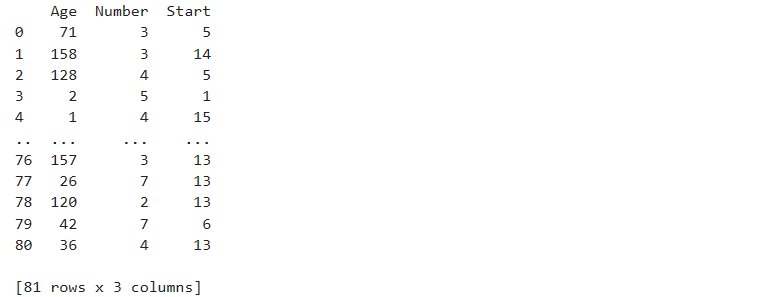 Age  Number  Start
0    71       3      5
1   158       3     14
2   128       4      5
3     2       5      1
4     1       4     15
..  ...     ...    ...
76  157       3     13
77   26       7     13
78  120       2     13
79   42       7      6
80   36       4     13
[81 rows x 3 columns]